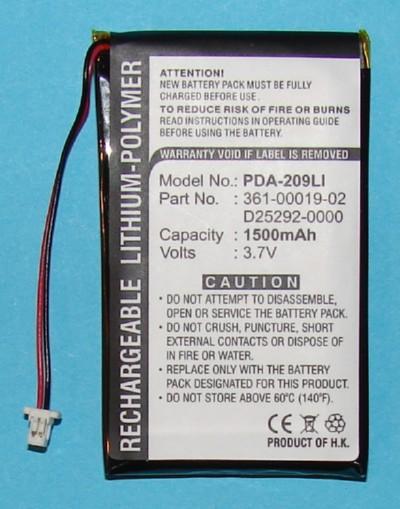 RECHARGEABLE LITHIUM-POLYMER
ATTENTION!
NEW BATTERY PACK MUST BE FULLY
CHARGED BEFORE USE.
TO REDUCE RISK OF FIRE OR BURNS
READ INSTRUCTIONS IN OPERATING GUIDE
BEFORE USING BATTERY PACK.
WARRANTY VOID IF LABEL IS REMOVED
Model No.: PDA-209LI
Part No. : 361-00019-02
D25292-0000
Capacity : 1500mAh
Volts : 3.7V
CAUTION
• DO NOT ATTEMPT TO DISASSEMBLE,
OPEN OR SERVICE THE BATTERY PACK.
• DO NOT CRUSH, PUNCTURE, SHORT
EXTERNAL CONTACTS OR DISPOSE OF
IN FIRE OR WATER.
• REPLACE ONLY WITH THE BATTERY
PACK DESIGNATED FOR THIS PRODUCT.
• DO NOT STORE ABOVE 60°C (140°F).
CE
PRODUCT OF H.K.